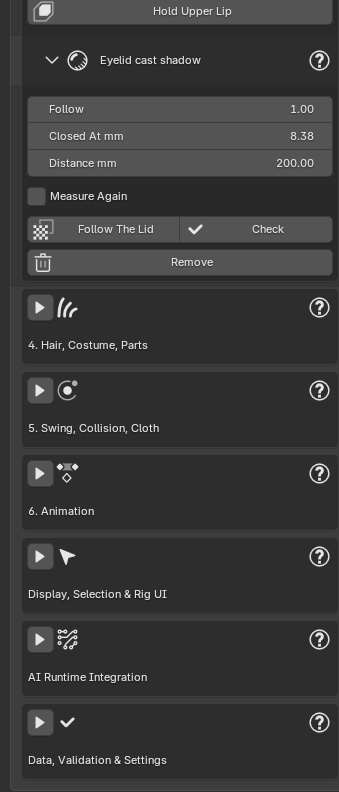 Hold Upper Lip
Eyelid cast shadow
Follow 1.00
Closed At mm 8.38
Distance mm 200.00
Measure Again
Follow The Lid Check
Remove
4. Hair, Costume, Parts
5. Swing, Collision, Cloth
6. Animation
Display, Selection & Rig UI
AI Runtime Integration
Data, Validation & Settings